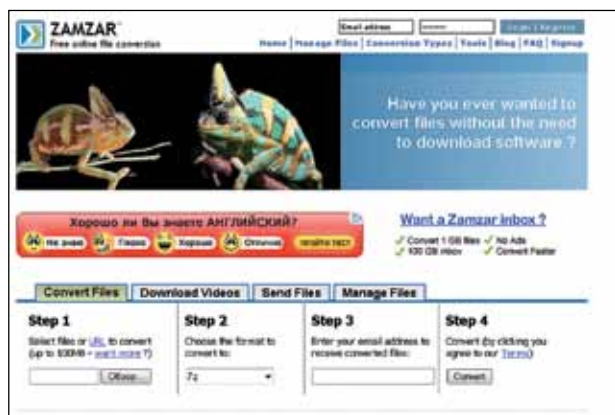 ZAMZAR
Free online file conversion
Email address
Home | Manage Files | Conversion Types | Tools | Blog | FAQ | Signup
Have you ever wanted to
convert files without the need
to download software ?
Хорошо ли Вы знаете АНГЛИЙСКИЙ?
Не знаю Плохо Хорошо Отлично
Want a Zamzar inbox ?
✓ Convert 1 GB files ✓ No Ads
✓ 100 GB inbox ✓ Convert Faster
Convert Files Download Videos Send Files Manage Files
Step 1 Step 2 Step 3 Step 4
Select files or URL to convert
(up to 100MB - want more ?)
Обзор...
Choose the format to
convert to:
7z
Enter your email address to
receive converted files:
Convert (by clicking you
agree to our Terms)
Convert